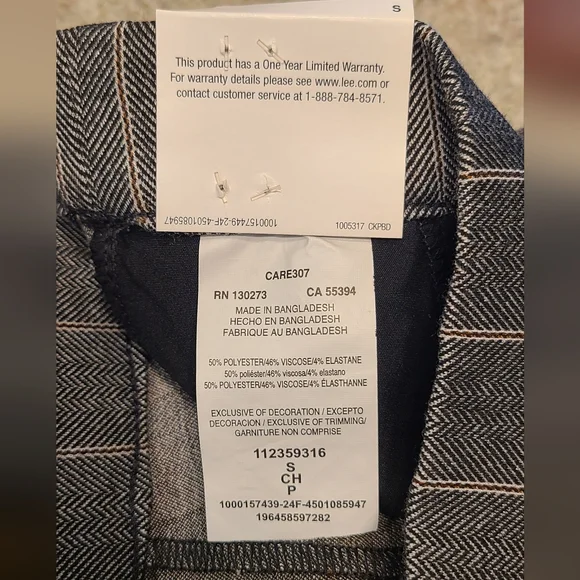 S
This product has a One Year Limited Warranty.
For warranty details please see www.lee.com or
contact customer service at 1-888-784-8571.
1000157449-24F-4501085947
1005317 CKPBD
CARE307
RN 130273 CA 55394
MADE IN BANGLADESH
HECHO EN BANGLADESH
FABRIQUE AU BANGLADESH
50% POLYESTER/46% VISCOSE/4% ELASTANE
50% poliéster/46% viscosa/4% elastano
50% POLYESTER/46% VISCOSE/4% ÉLASTHANNE
EXCLUSIVE OF DECORATION / EXCEPTO
DECORACION / EXCLUSIVE OF TRIMMING/
GARNITURE NON COMPRISE
112359316
S
CH
P
1000157439-24F-4501085947
196458597282